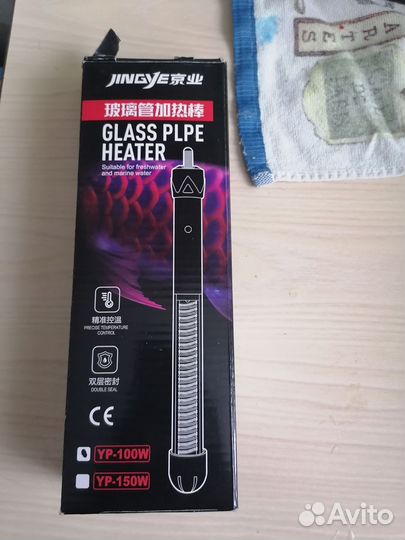 JINGYE京业
玻璃管加热棒
GLASS PLPE
HEATER
Suitable for freshwater
and marine water
精准控温
PRECISE TEMPERATURE
CONTROL
双层密封
DOUBLE SEAL
CE
YP-100W
YP-150W
ARTES
Avito